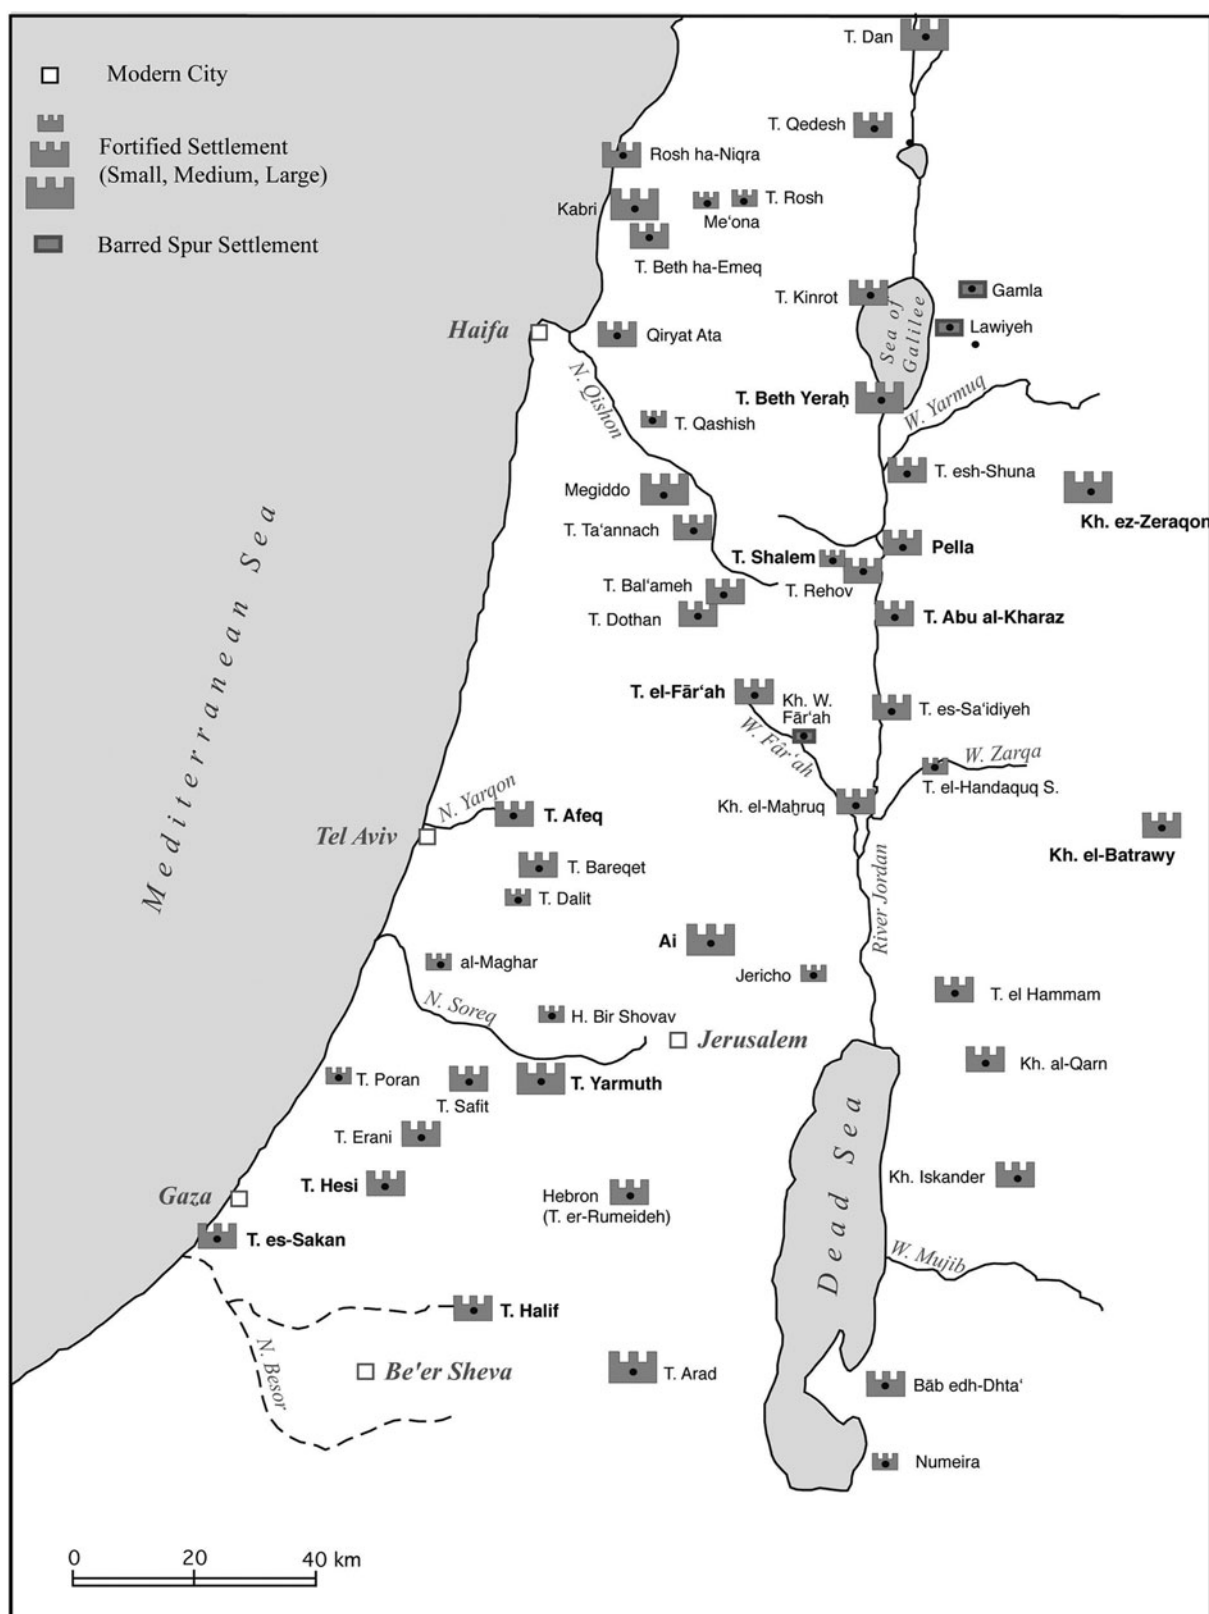 Modern City
Fortified Settlement
(Small, Medium, Large)
Barred Spur Settlement
T. Dan
T. Qedesh
Rosh ha-Niqra
Kabri
T. Rosh
Me‘ona
T. Beth ha-Emeq
T. Kinrot
Gamla
Sea of
Galilee
Lawiyeh
Haifa
Qiryat Ata
N. Qishon
T. Beth Yeraḥ
W. Yarmuq
T. Qashish
T. esh-Shuna
Megiddo
Kh. ez-Zeraqon
T. Ta‘annach
Pella
T. Shalem
T. Rehov
T. Bal‘ameh
T. Dothan
T. Abu al-Kharaz
Mediterranean Sea
T. el-Fār‘ah
Kh. W.
Fār‘ah
W. Fâr‘ah
T. es-Sa‘idiyeh
W. Zarqa
T. el-Handaquq S.
Kh. el-Maḫruq
N. Yarqon
T. Afeq
Tel Aviv
Kh. el-Batrawy
T. Bareqet
T. Dalit
River Jordan
Ai
al-Maghar
Jericho
T. el Hammam
N. Soreq
H. Bir Shovav
Jerusalem
Kh. al-Qarn
T. Poran
T. Safit
T. Yarmuth
T. Erani
Dead Sea
T. Hesi
Kh. Iskander
Gaza
Hebron
(T. er-Rumeideh)
T. es-Sakan
W. Mujib
T. Halif
N. Besor
Be'er Sheva
T. Arad
Bāb edh-Dhta‘
Numeira
0 20 40 km